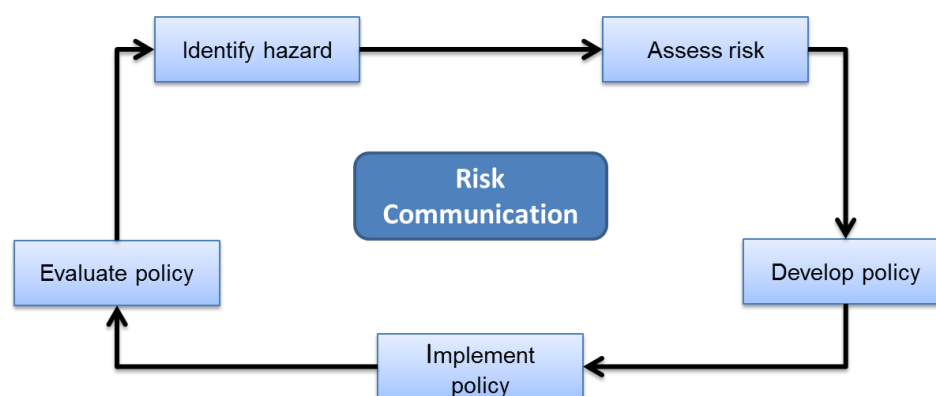 Identify hazard
Assess risk
Risk
Communication
Evaluate policy
Develop policy
Implement
policy